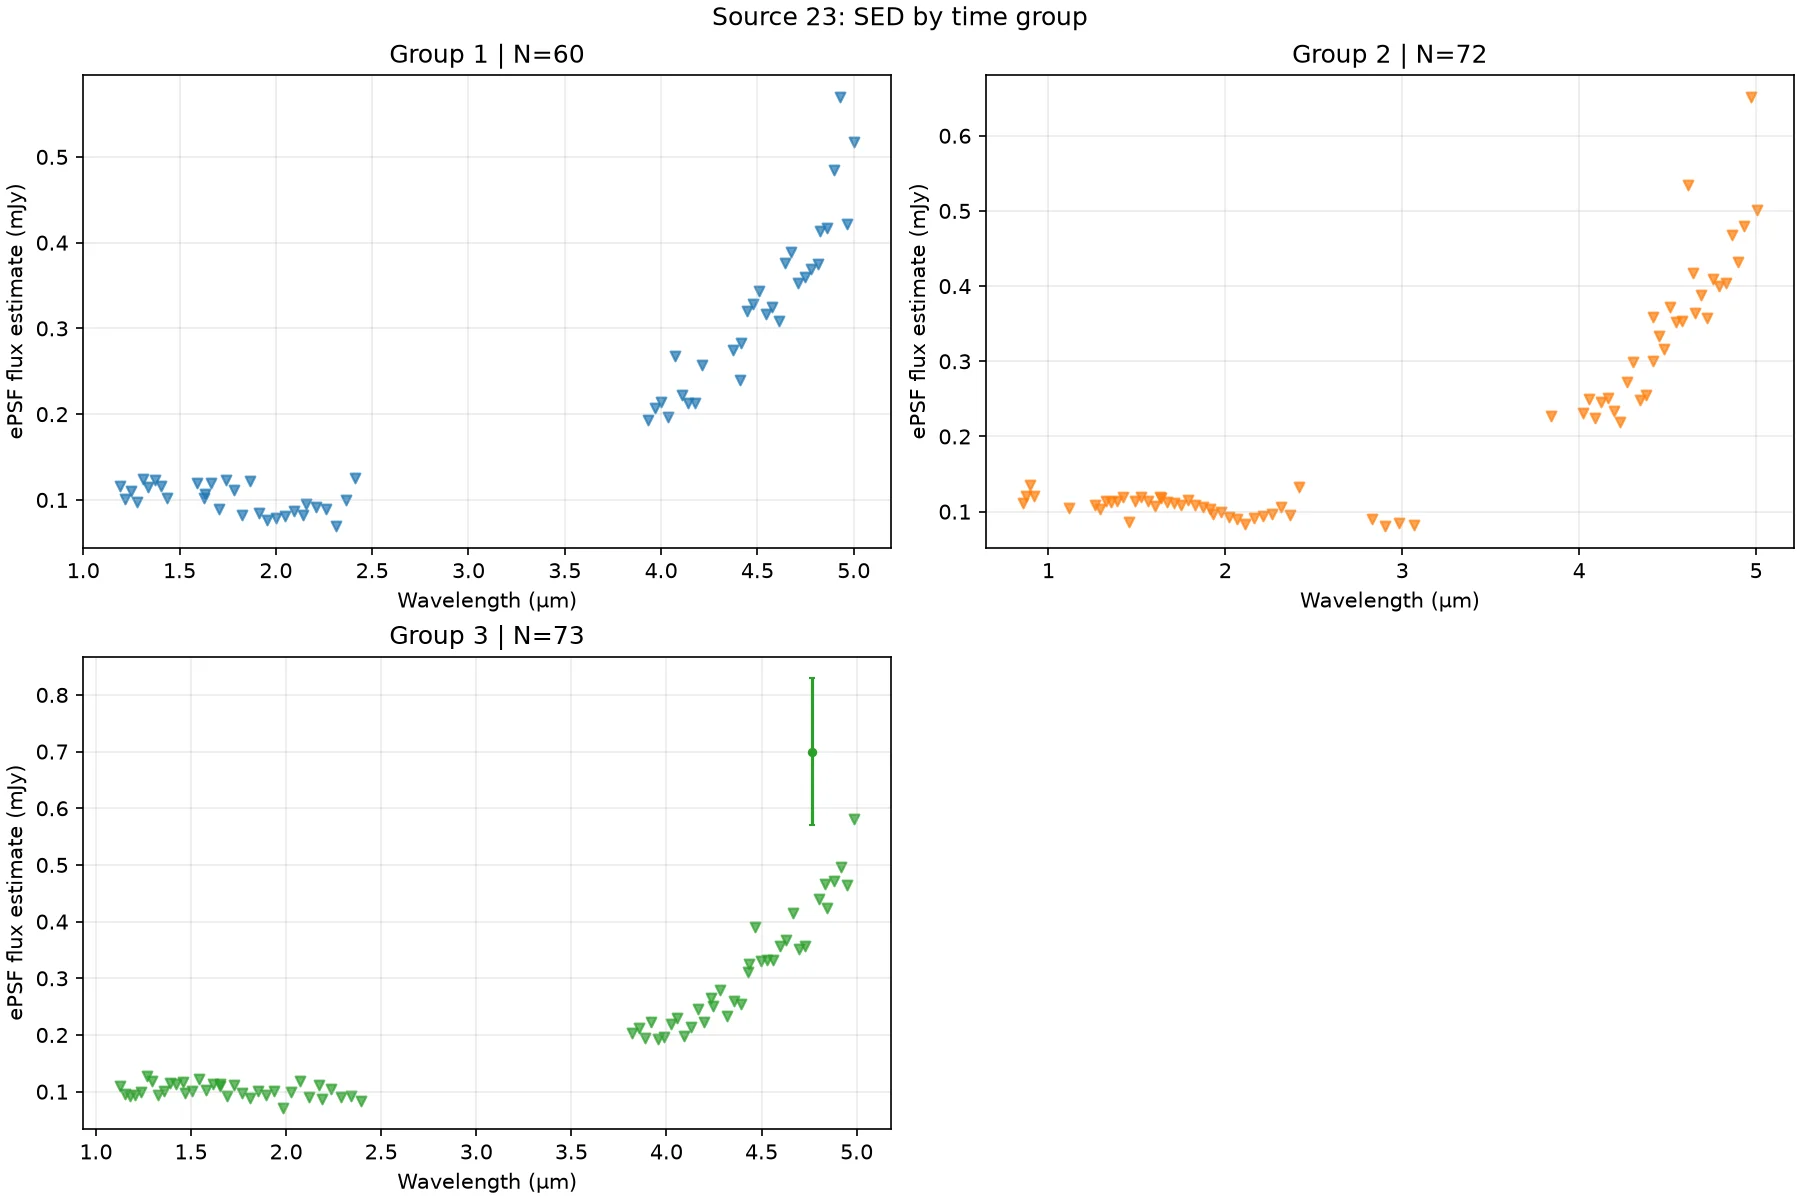 Source 23: SED by time group
Group 1 | N=60
ePSF flux estimate (mJy)
0.5
0.4
0.3
0.2
0.1
1.0 1.5 2.0 2.5 3.0 3.5 4.0 4.5 5.0
Wavelength (µm)
Group 2 | N=72
ePSF flux estimate (mJy)
0.6
0.5
0.4
0.3
0.2
0.1
1 2 3 4 5
Wavelength (µm)
Group 3 | N=73
ePSF flux estimate (mJy)
0.8
0.7
0.6
0.5
0.4
0.3
0.2
0.1
1.0 1.5 2.0 2.5 3.0 3.5 4.0 4.5 5.0
Wavelength (µm)